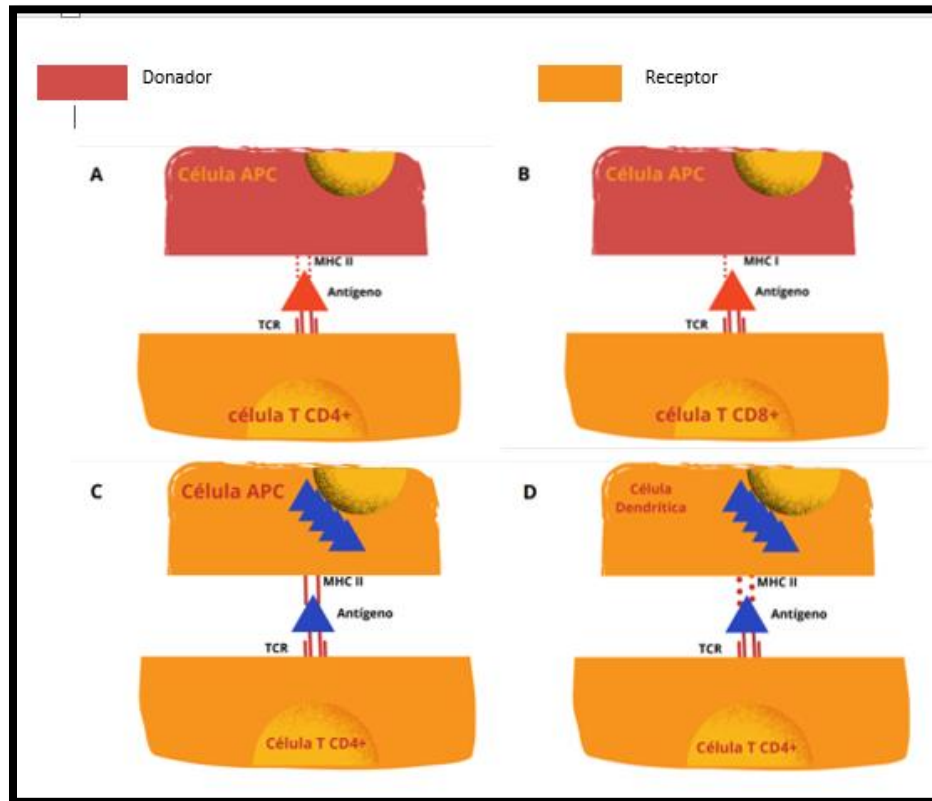 Donador
Receptor
A
Célula APC
MHC II
Antígeno
TCR
célula T CD4+
B
Célula APC
MHC I
Antígeno
TCR
célula T CD8+
C
Célula APC
MHC II
Antígeno
TCR
Célula T CD4+
D
Célula
Dendrítica
MHC II
Antígeno
TCR
Célula T CD4+